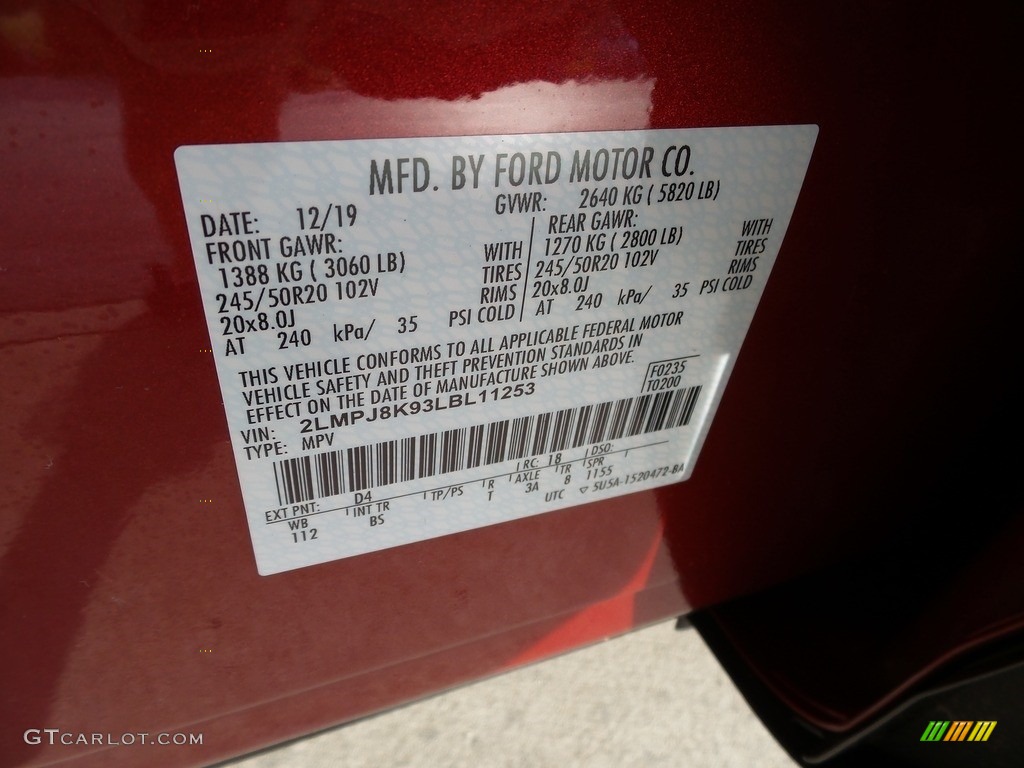 MFD. BY FORD MOTOR CO.
DATE: 12/19 GVWR: 2640 KG ( 5820 LB)
FRONT GAWR:
1388 KG ( 3060 LB) WITH
245/50R20 102V TIRES
20x8.0J RIMS
AT 240 kPa/ 35 PSI COLD
REAR GAWR:
1270 KG ( 2800 LB) WITH
245/50R20 102V TIRES
20x8.0J RIMS
AT 240 kPa/ 35 PSI COLD
THIS VEHICLE CONFORMS TO ALL APPLICABLE FEDERAL MOTOR
VEHICLE SAFETY AND THEFT PREVENTION STANDARDS IN
EFFECT ON THE DATE OF MANUFACTURE SHOWN ABOVE.
VIN: 2LMPJ8K93LBL11253
TYPE: MPV
F0235
T0200
EXT PNT: D4 RC: 18 DSO:
WB INT TR TP/PS R AXLE TR SPR
112 BS T 3A 8 1155
UTC ▽ 5U5A-1520472-BA
GTCARLOT.COM